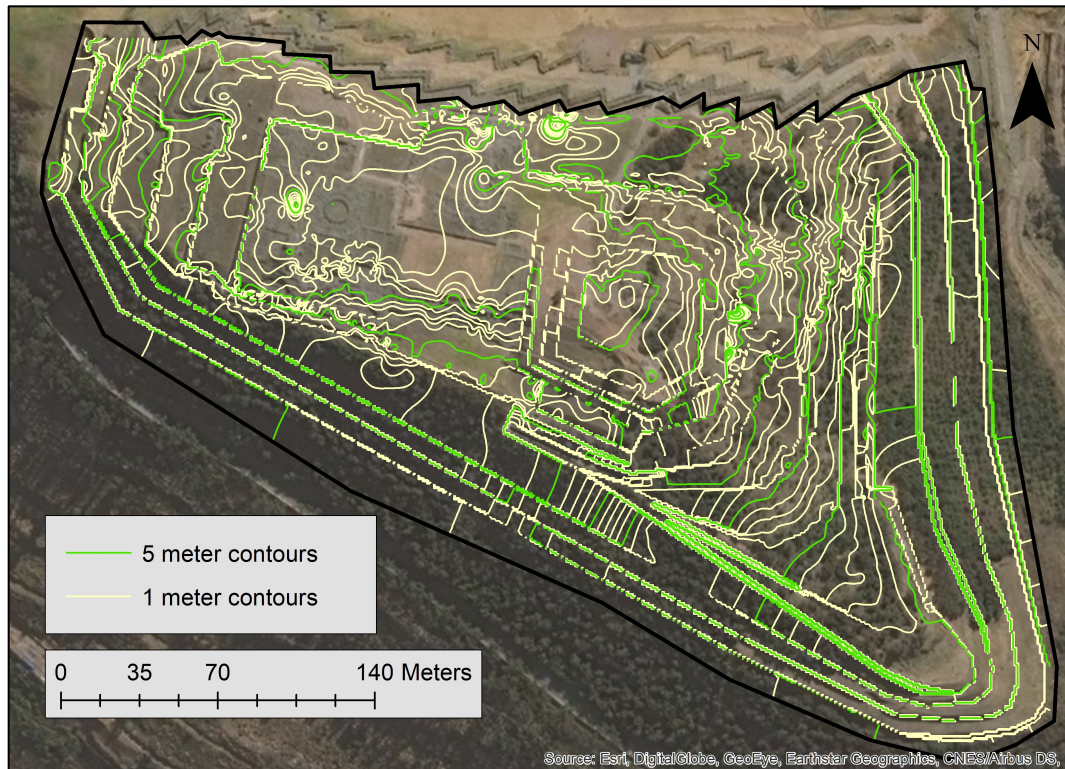 N
5 meter contours
1 meter contours
0 35 70 140 Meters
Source: Esri, DigitalGlobe, GeoEye, Earthstar Geographics, CNES/Airbus DS,